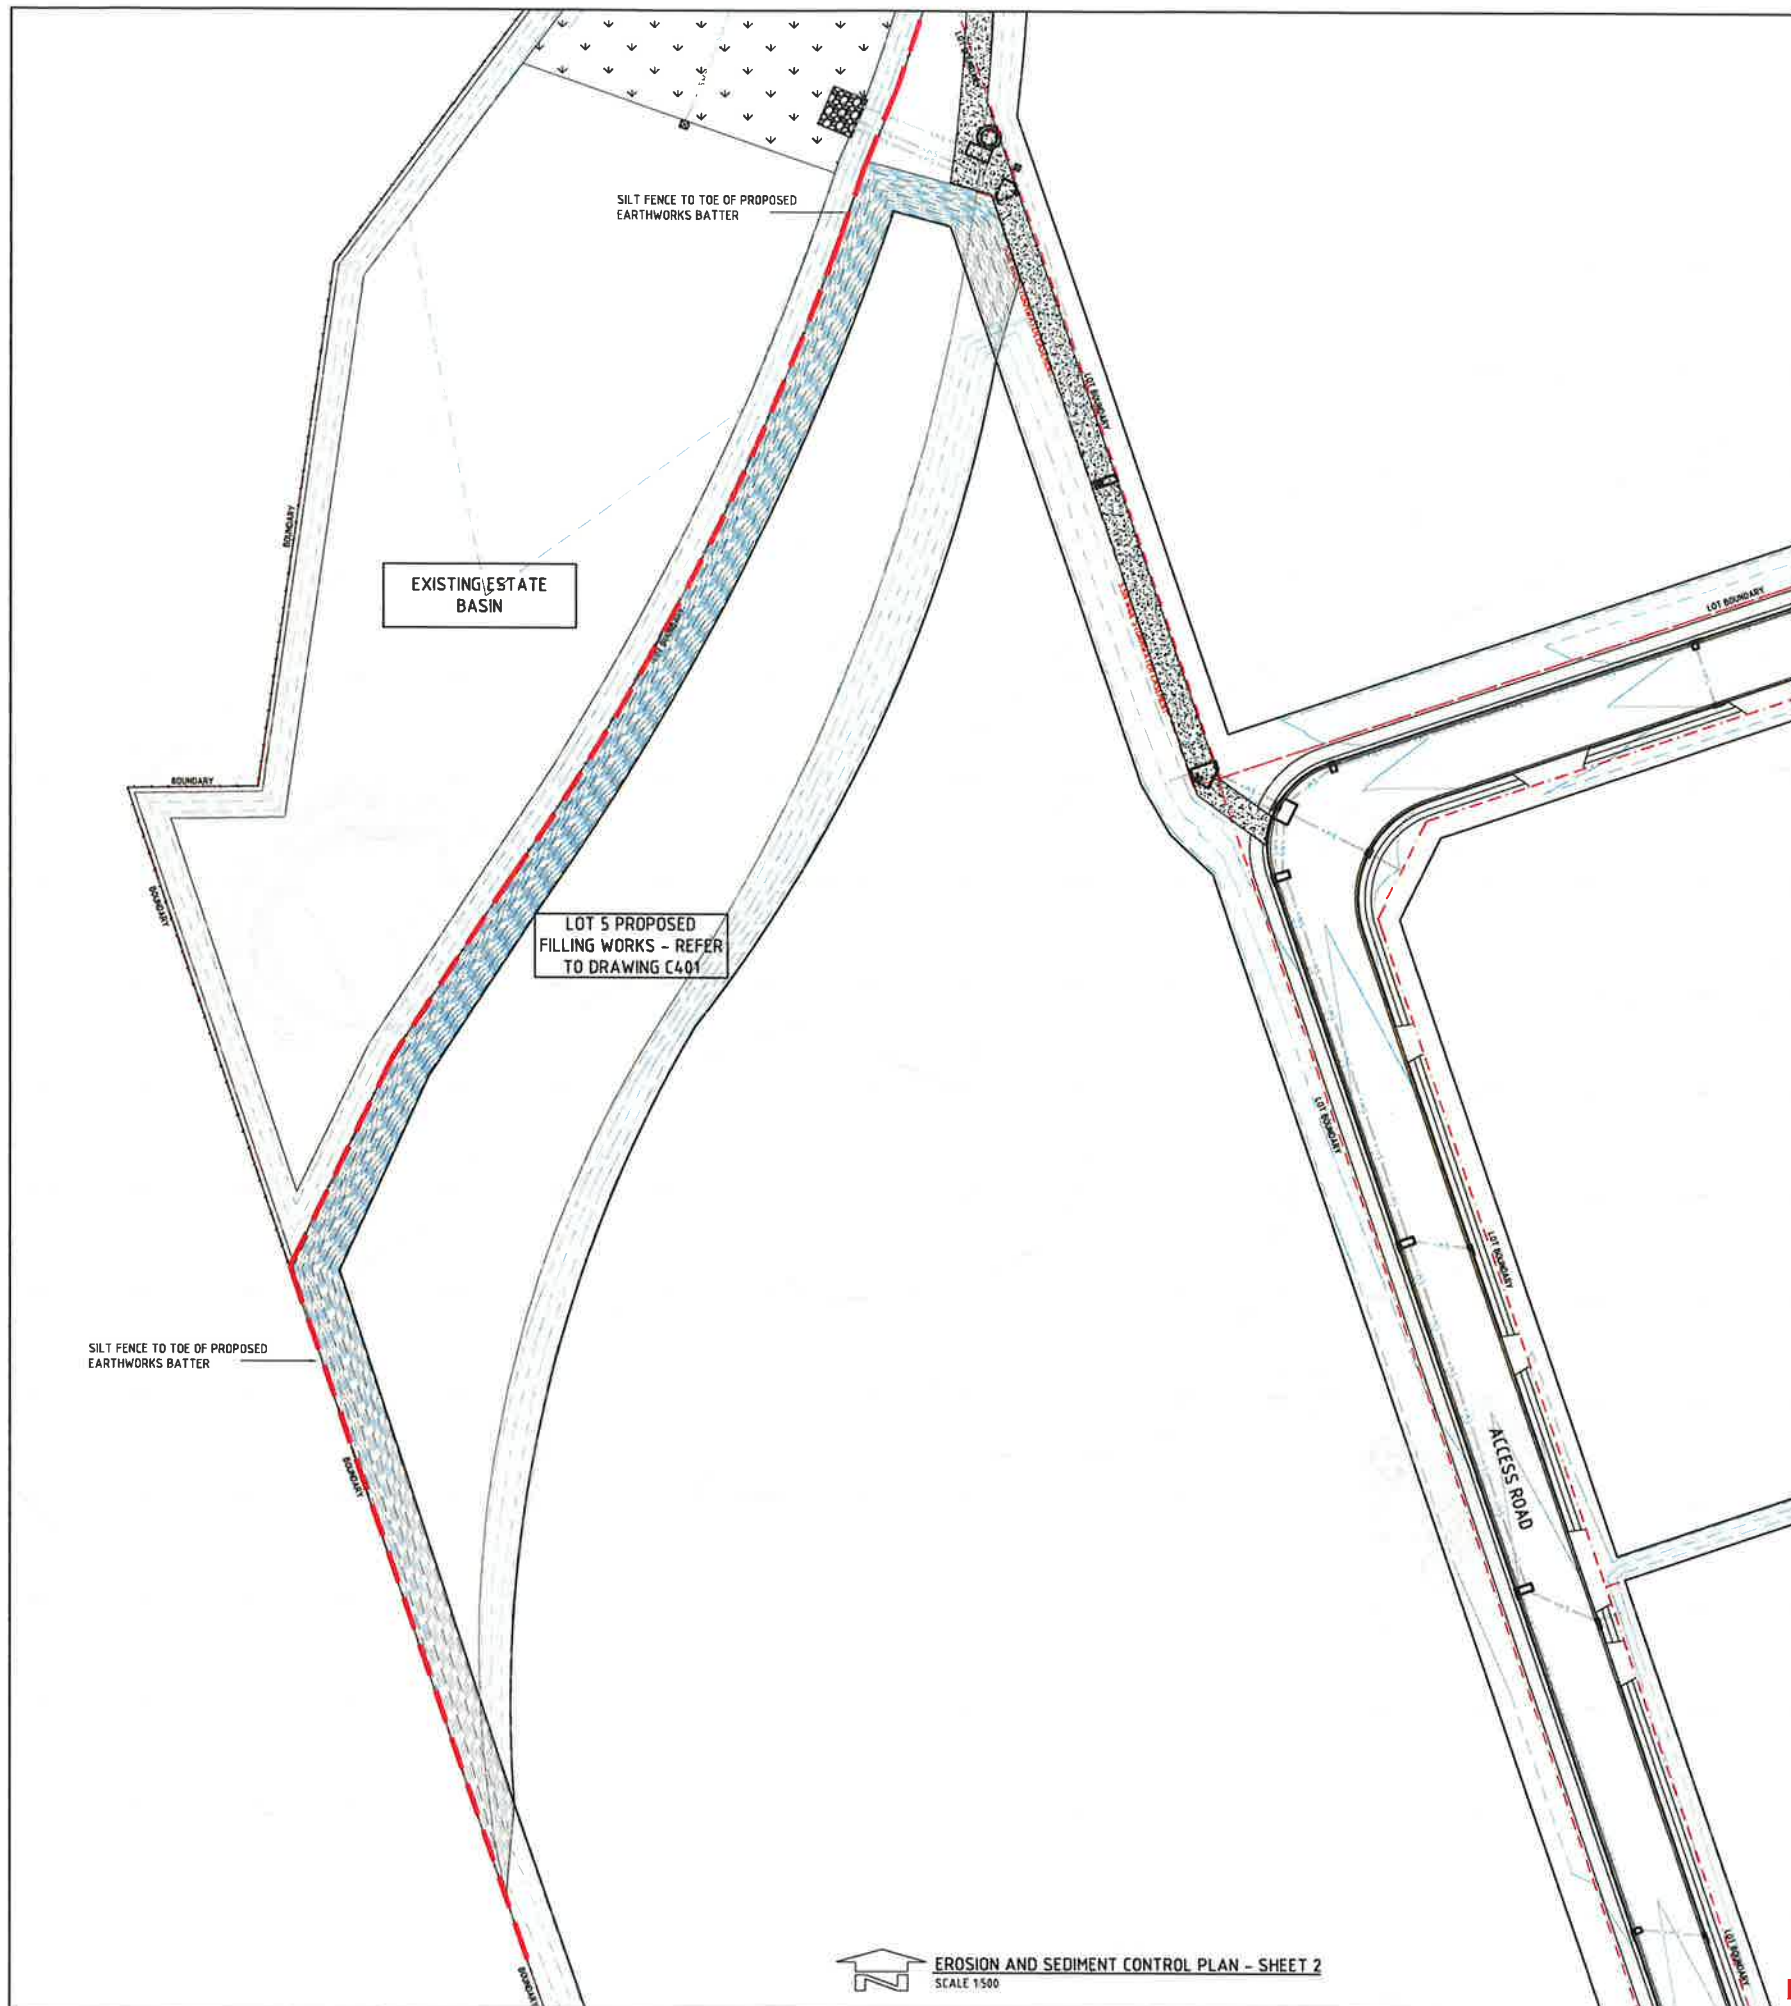 SILT FENCE TO TOE OF PROPOSED
EARTHWORKS BATTER
LOT BOUNDARY
BOUNDARY
EXISTING ESTATE
BASIN
LOT BOUNDARY
BOUNDARY
BOUNDARY
LOT 5 PROPOSED
FILLING WORKS - REFER
TO DRAWING C401
LOT BOUNDARY
LOT BOUNDARY
SILT FENCE TO TOE OF PROPOSED
EARTHWORKS BATTER
BOUNDARY
ACCESS ROAD
LOT BOUNDARY
BOUNDARY
EROSION AND SEDIMENT CONTROL PLAN - SHEET 2
SCALE 1:500
N